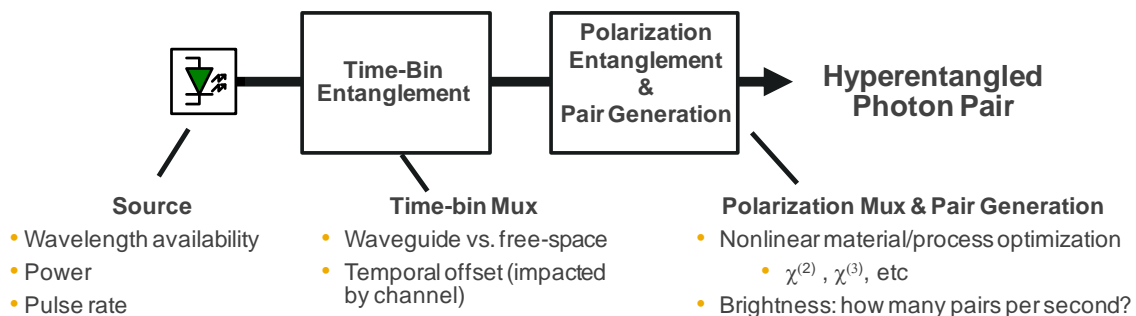 Time-Bin
Entanglement
Polarization
Entanglement
&
Pair Generation
Hyperentangled
Photon Pair
Source
• Wavelength availability
• Power
• Pulse rate
Time-bin Mux
• Waveguide vs. free-space
• Temporal offset (impacted
by channel)
Polarization Mux & Pair Generation
• Nonlinear material/process optimization
• χ⁽²⁾ , χ⁽³⁾, etc
• Brightness: how many pairs per second?